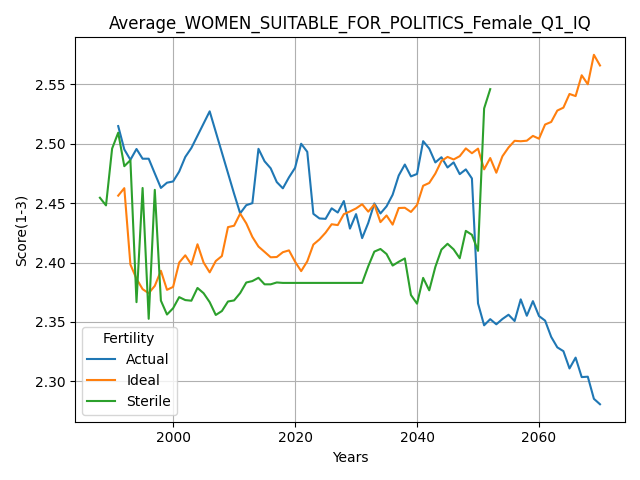 Average_WOMEN_SUITABLE_FOR_POLITICS_Female_Q1_IQ
Score(1-3)
2.55
2.50
2.45
2.40
2.35
2.30
Fertility
Actual
Ideal
Sterile
2000
2020
2040
2060
Years